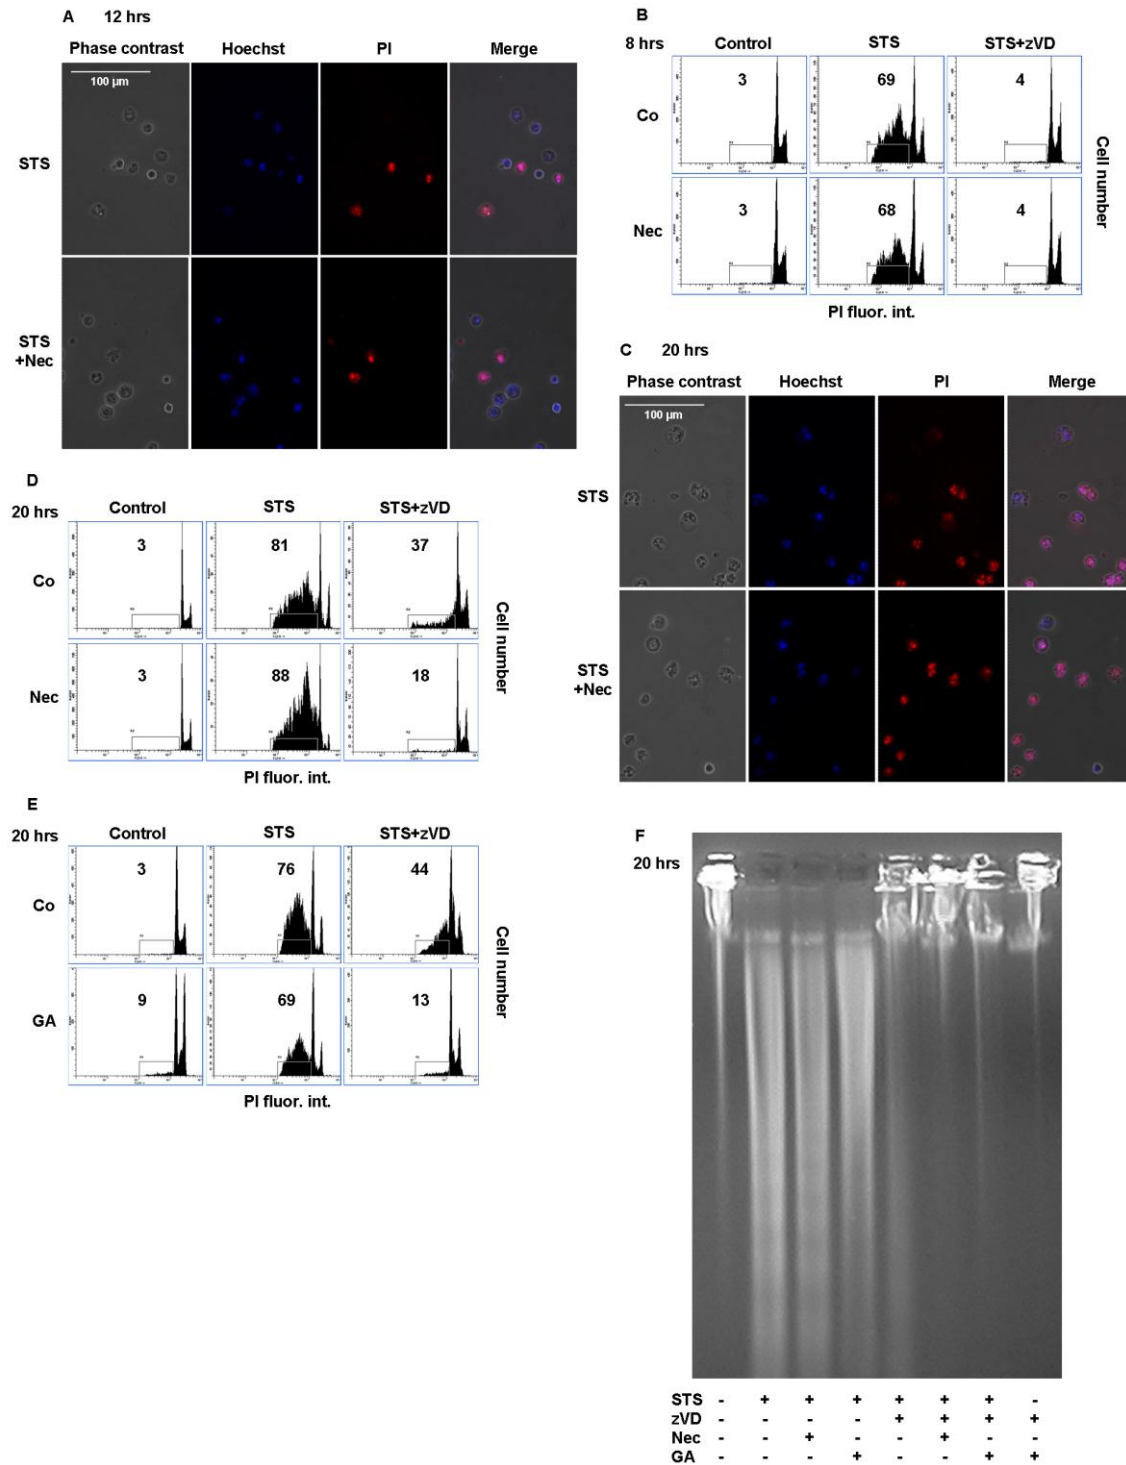 A 12 hrs
Phase contrast Hoechst PI Merge
100 µm
STS
STS
+Nec
B
8 hrs Control STS STS+zVD
Co 3 69 4
Nec 3 68 4
Cell number
PI fluor. int.
C 20 hrs
Phase contrast Hoechst PI Merge
100 µm
STS
STS
+Nec
D
20 hrs Control STS STS+zVD
Co 3 81 37
Nec 3 88 18
Cell number
PI fluor. int.
E
20 hrs Control STS STS+zVD
Co 3 76 44
GA 9 69 13
Cell number
PI fluor. int.
F
20 hrs
STS - + + + + + + -
zVD - - - - + + + +
Nec - - + - - + - -
GA - - - + - - + +